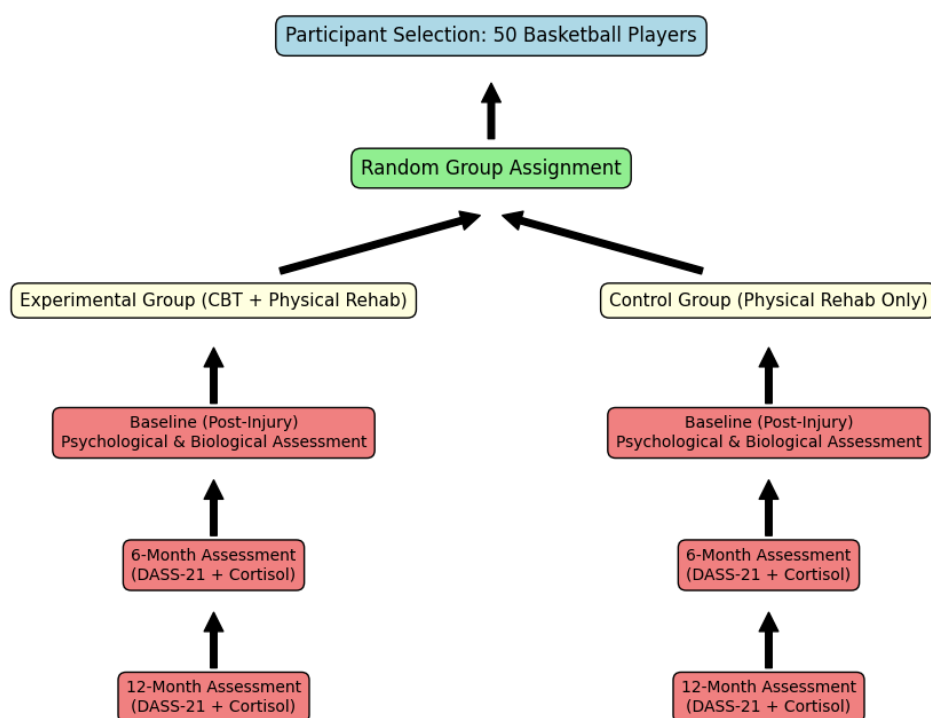 Participant Selection: 50 Basketball Players
Random Group Assignment
Experimental Group (CBT + Physical Rehab)
Control Group (Physical Rehab Only)
Baseline (Post-Injury)
Psychological & Biological Assessment
Baseline (Post-Injury)
Psychological & Biological Assessment
6-Month Assessment
(DASS-21 + Cortisol)
6-Month Assessment
(DASS-21 + Cortisol)
12-Month Assessment
(DASS-21 + Cortisol)
12-Month Assessment
(DASS-21 + Cortisol)